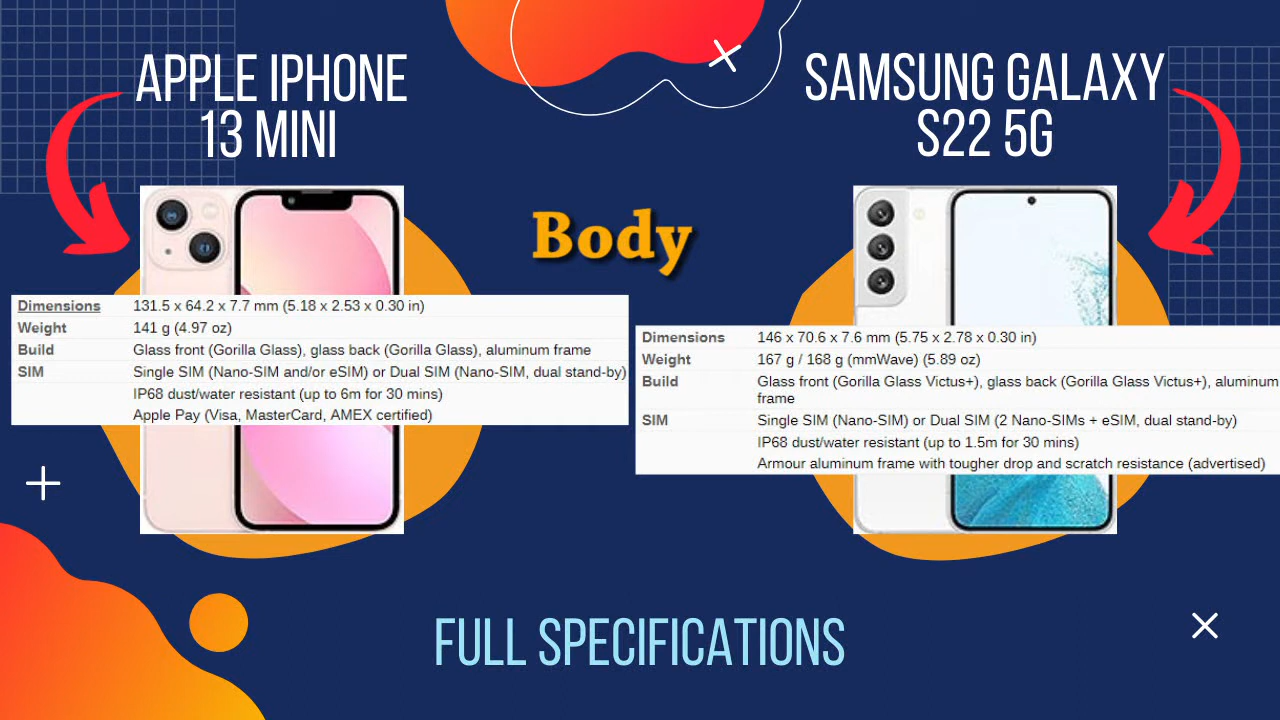 APPLE IPHONE
13 MINI
SAMSUNG GALAXY
S22 5G
Body
Dimensions 131.5 x 64.2 x 7.7 mm (5.18 x 2.53 x 0.30 in)
Weight 141 g (4.97 oz)
Build Glass front (Gorilla Glass), glass back (Gorilla Glass), aluminum frame
SIM Single SIM (Nano-SIM and/or eSIM) or Dual SIM (Nano-SIM, dual stand-by)
IP68 dust/water resistant (up to 6m for 30 mins)
Apple Pay (Visa, MasterCard, AMEX certified)
Dimensions 146 x 70.6 x 7.6 mm (5.75 x 2.78 x 0.30 in)
Weight 167 g / 168 g (mmWave) (5.89 oz)
Build Glass front (Gorilla Glass Victus+), glass back (Gorilla Glass Victus+), aluminum
frame
SIM Single SIM (Nano-SIM) or Dual SIM (2 Nano-SIMs + eSIM, dual stand-by)
IP68 dust/water resistant (up to 1.5m for 30 mins)
Armour aluminum frame with tougher drop and scratch resistance (advertised)
FULL SPECIFICATIONS